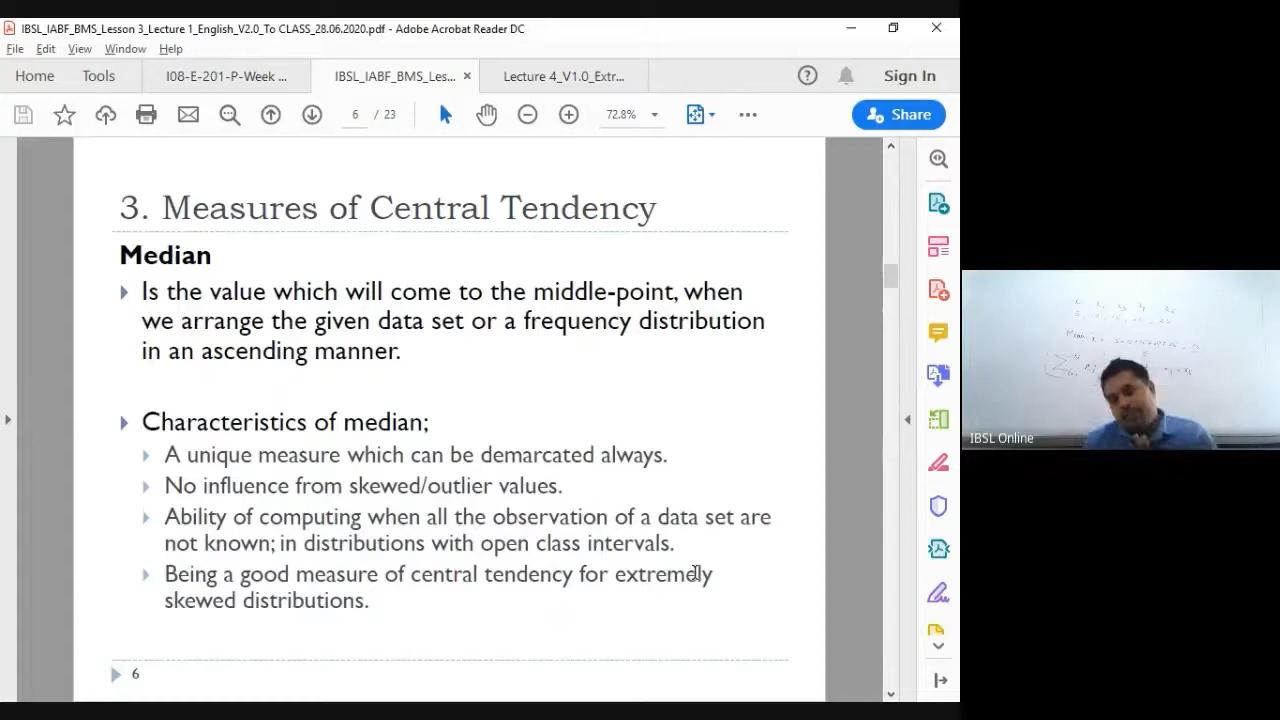 IBSL_IABF_BMS_Lesson 3_Lecture 1_English_V2.0_To CLASS_28.06.2020.pdf - Adobe Acrobat Reader DC
File Edit View Window Help
Home Tools I08-E-201-P-Week ... IBSL_IABF_BMS_Les... × Lecture 4_V1.0_Extr... Sign In
6 / 23 72.8% Share
3. Measures of Central Tendency
Median
Is the value which will come to the middle-point, when
we arrange the given data set or a frequency distribution
in an ascending manner.
Characteristics of median;
A unique measure which can be demarcated always.
No influence from skewed/outlier values.
Ability of computing when all the observation of a data set are
not known; in distributions with open class intervals.
Being a good measure of central tendency for extremely
skewed distributions.
6
IBSL Online
Mean